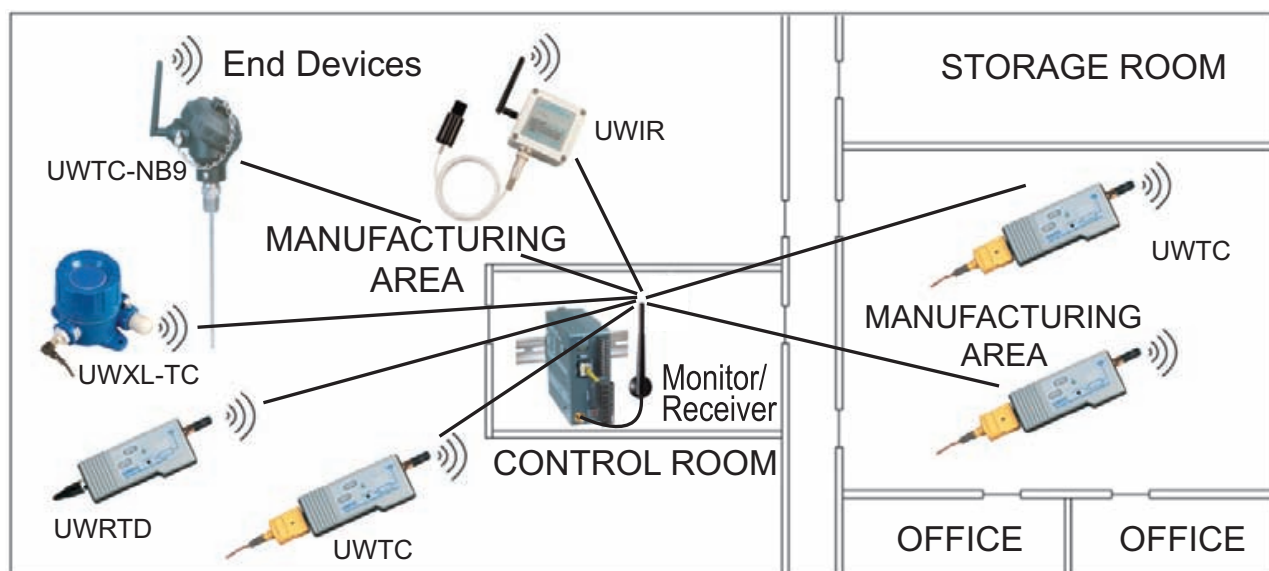 End Devices
STORAGE ROOM
UWIR
UWTC-NB9
UWTC
MANUFACTURING
AREA
MANUFACTURING
AREA
UWXL-TC
Monitor/
Receiver
CONTROL ROOM
UWRTD
UWTC
OFFICE
OFFICE